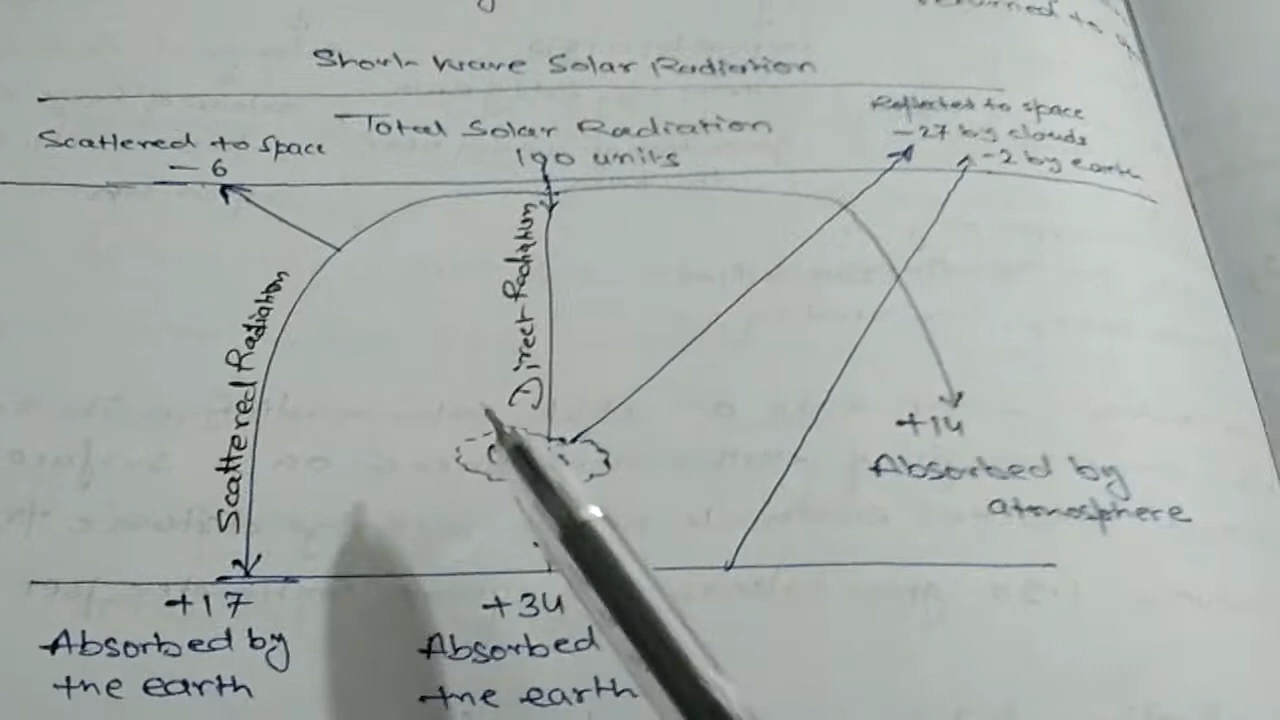 Short wave Solar Radiation
Total Solar Radiation
100 units
Scattered to space
-6
Reflected to space
-27 by clouds
-2 by earth
Scattered Radiation
Direct Radiation
+14
Absorbed by
atmosphere
+17
Absorbed by
the earth
+34
Absorbed
the earth